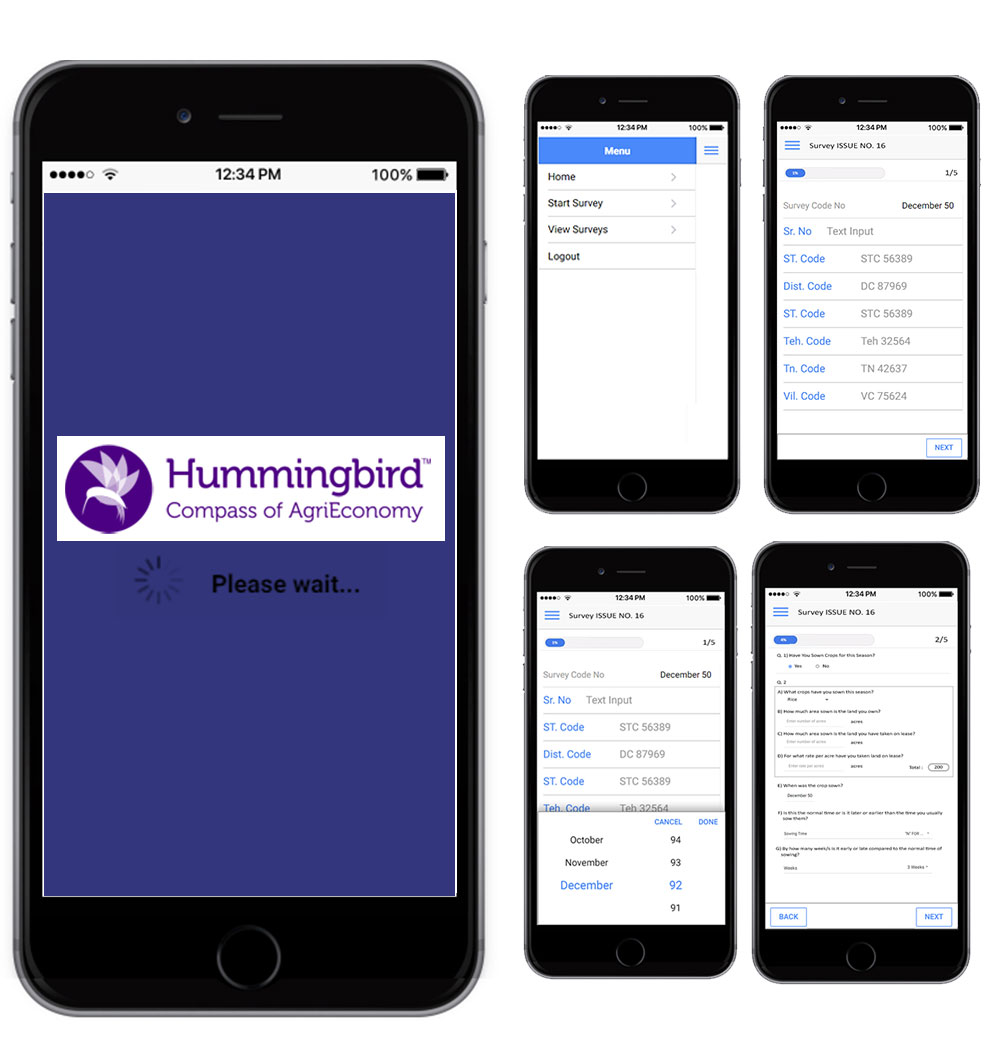 12:34 PM 100%
Hummingbird™
Compass of AgriEconomy
Please wait...
12:34 PM 100%
Menu
Home
Start Survey
View Surveys
Logout
12:34 PM 100%
Survey ISSUE NO. 16
5% 1/5
Survey Code No December 50
Sr. No Text Input
ST. Code STC 56389
Dist. Code DC 87969
ST. Code STC 56389
Teh. Code Teh 32564
Tn. Code TN 42637
Vil. Code VC 75624
NEXT
12:34 PM 100%
Survey ISSUE NO. 16
5% 1/5
Survey Code No December 50
Sr. No Text Input
ST. Code STC 56389
Dist. Code DC 87969
ST. Code STC 56389
Teh. Code Teh 32564
CANCEL DONE
October 94
November 93
December 92
91
12:34 PM 100%
Survey ISSUE NO. 16
2/5
Q. 1) Have You Sown Crops for this Season?
Yes No
Q. 2
A) What crops have you sown this season?
Rice
B) How much area sown is the land you own?
Enter number of acres acres
C) How much area sown is the land you have taken on lease?
Enter number of acres acres
D) For what rate per acre have you taken land on lease?
Enter rate per acres acres Total : 200
E) When was the crop sown?
December 50
F) Is this the normal time or is it later or earlier than the time you usually
sow them?
Sowing Time "N" FOR ...
G) By how many week/s is it early or late compared to the normal time of
sowing?
Weeks 3 Weeks
BACK NEXT